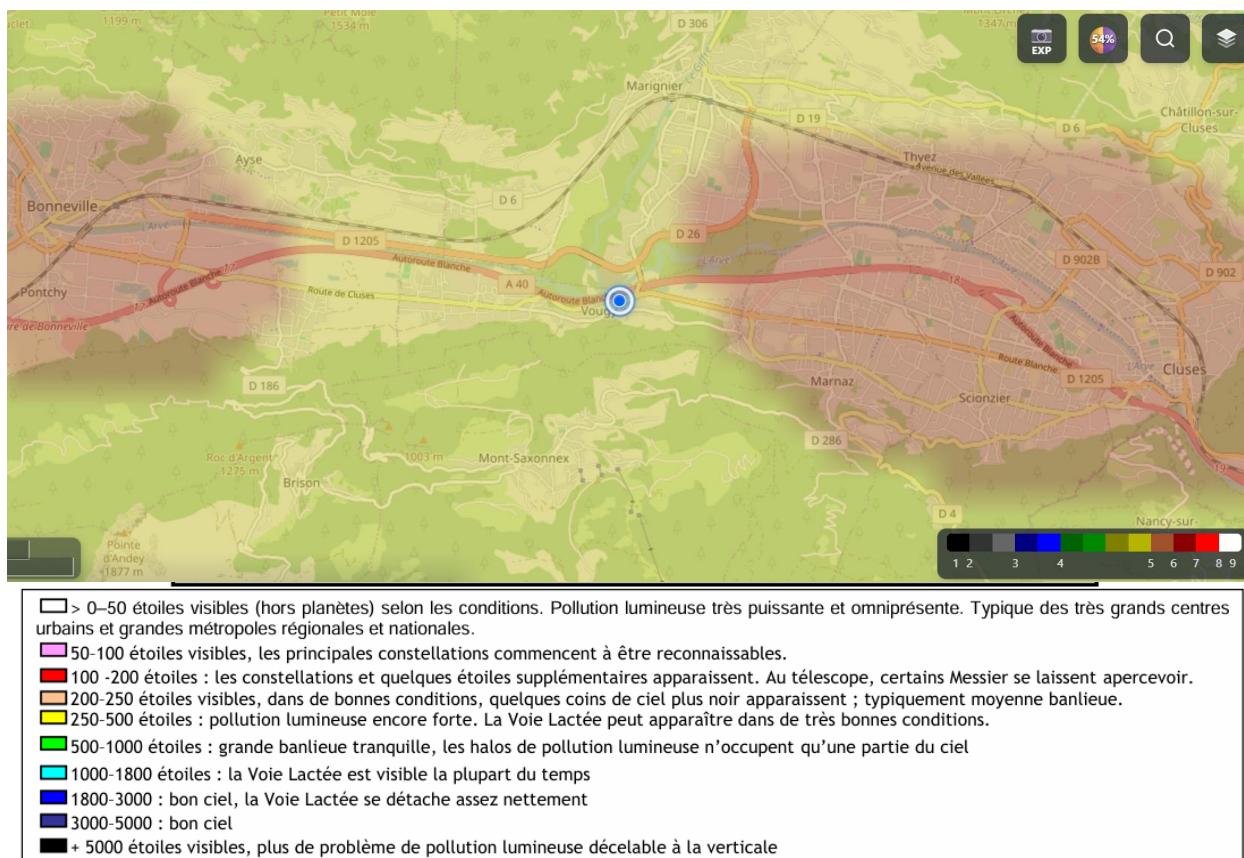 1199 m
Petit Môle
1534 m
D 306
1347 m
EXP
54%
Marignier
D 19
D 6
Châtillon-sur-
Cluses
Ayse
Thyez
Avenue des Vallées
Bonneville
D 6
L'Arve
D 1205
D 26
L'Arve
D 902B
D 902
Autoroute Blanche
Autoroute Blanche
A 40
18
Pontchy
Route de Cluses
Autoroute Blanche
Autoroute Blanche
Route Blanche
L'Arve
Cluses
D 186
Marnaz
D 1205
Scionzier
Roc d'Argent
1275 m
1003 m
Mont-Saxonnex
D 286
Brison
19
D 4
Nancy-sur-
Pointe
d'Andey
1877 m
1 2 3 4 5 6 7 8 9
> 0–50 étoiles visibles (hors planètes) selon les conditions. Pollution lumineuse très puissante et omniprésente. Typique des très grands centres
urbains et grandes métropoles régionales et nationales.
50-100 étoiles visibles, les principales constellations commencent à être reconnaissables.
100 -200 étoiles : les constellations et quelques étoiles supplémentaires apparaissent. Au télescope, certains Messier se laissent apercevoir.
200-250 étoiles visibles, dans de bonnes conditions, quelques coins de ciel plus noir apparaissent ; typiquement moyenne banlieue.
250-500 étoiles : pollution lumineuse encore forte. La Voie Lactée peut apparaître dans de très bonnes conditions.
500-1000 étoiles : grande banlieue tranquille, les halos de pollution lumineuse n'occupent qu'une partie du ciel
1000-1800 étoiles : la Voie Lactée est visible la plupart du temps
1800-3000 : bon ciel, la Voie Lactée se détache assez nettement
3000-5000 : bon ciel
+ 5000 étoiles visibles, plus de problème de pollution lumineuse décelable à la verticale